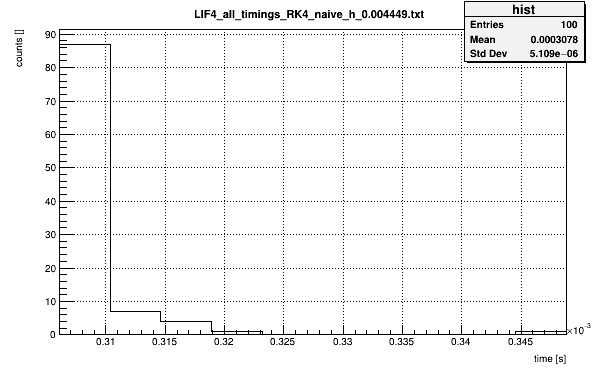 LIF4_all_timings_RK4_naive_h_0.004449.txt
hist
Entries 100
Mean 0.0003078
Std Dev 5.109e−06
counts []
90
80
70
60
50
40
30
20
10
0
0.31 0.315 0.32 0.325 0.33 0.335 0.34 0.345
×10⁻³
time [s]